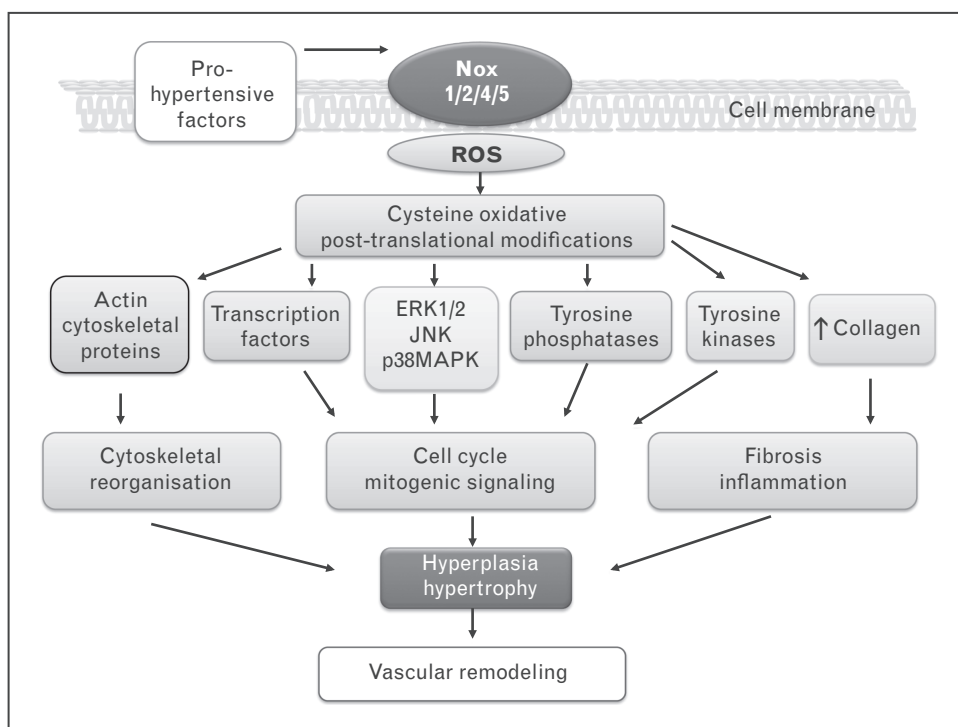 Pro-
hypertensive
factors
Nox
1/2/4/5
Cell membrane
ROS
Cysteine oxidative
post-translational modifications
Actin
cytoskeletal
proteins
Transcription
factors
ERK1/2
JNK
p38MAPK
Tyrosine
phosphatases
Tyrosine
kinases
↑ Collagen
Cytoskeletal
reorganisation
Cell cycle
mitogenic signaling
Fibrosis
inflammation
Hyperplasia
hypertrophy
Vascular remodeling